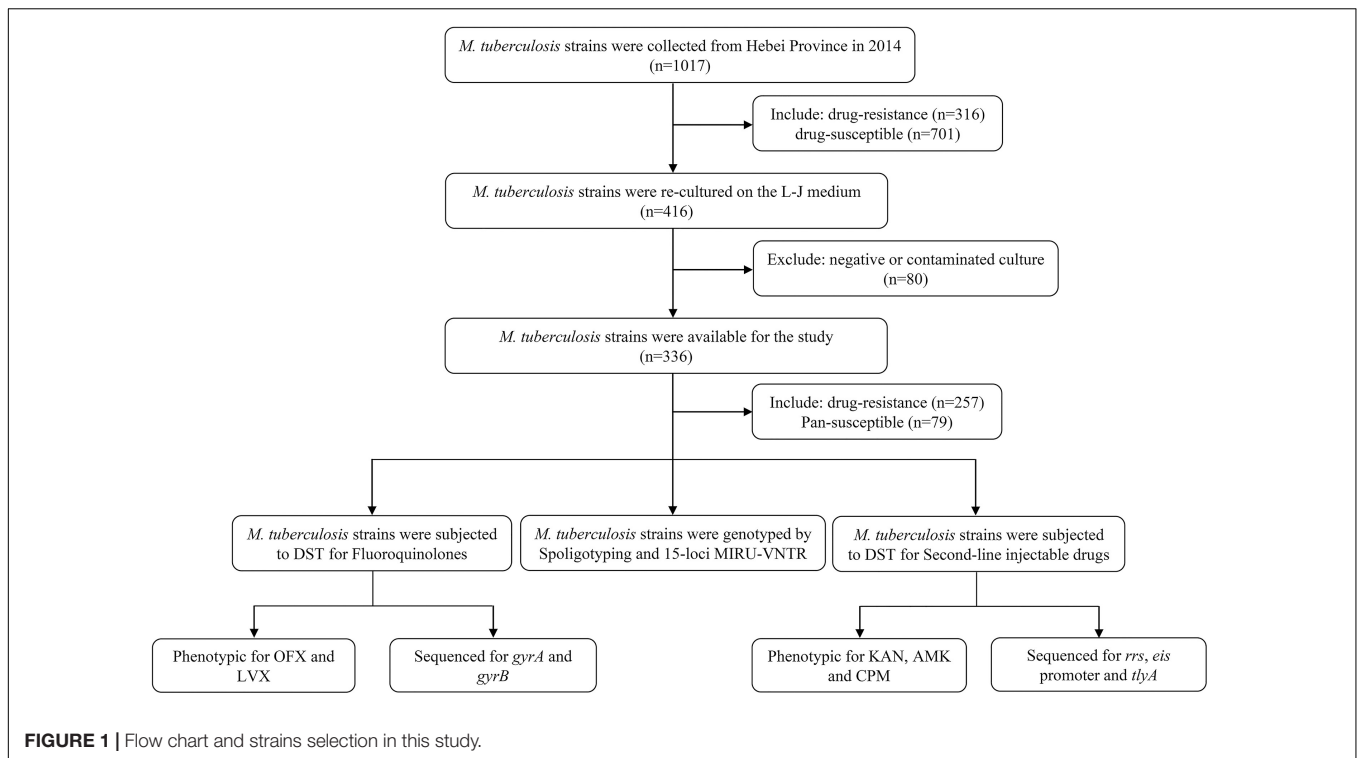 M. tuberculosis strains were collected from Hebei Province in 2014
(n=1017)
Include: drug-resistance (n=316)
drug-susceptible (n=701)
M. tuberculosis strains were re-cultured on the L-J medium
(n=416)
Exclude: negative or contaminated culture
(n=80)
M. tuberculosis strains were available for the study
(n=336)
Include: drug-resistance (n=257)
Pan-susceptible (n=79)
M. tuberculosis strains were subjected
to DST for Fluoroquinolones
M. tuberculosis strains were genotyped by
Spoligotyping and 15-loci MIRU-VNTR
M. tuberculosis strains were subjected
to DST for Second-line injectable drugs
Phenotypic for OFX and
LVX
Sequenced for gyrA and
gyrB
Phenotypic for KAN, AMK
and CPM
Sequenced for rrs, eis
promoter and tlyA
FIGURE 1 | Flow chart and strains selection in this study.